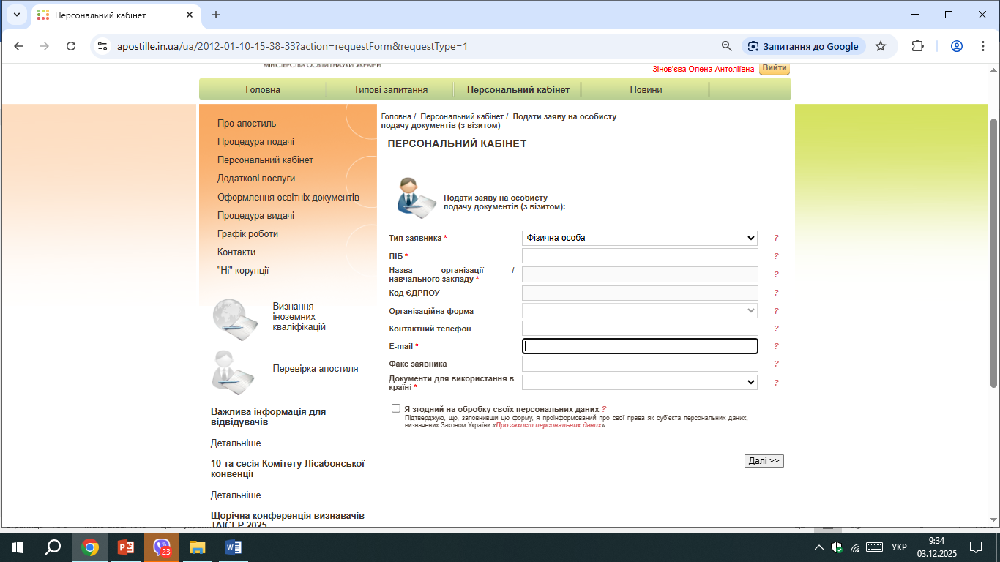 Персональний кабінет
apostille.in.ua/ua/2012-01-10-15-38-33?action=requestForm&requestType=1
Запитання до Google
МІНІСТЕРСТВА ОСВІТИ І НАУКИ УКРАЇНИ
Зінов'єва Олена Антоліївна
Вийти
Головна
Типові запитання
Персональний кабінет
Новини
Про апостиль
Процедура подачі
Персональний кабінет
Додаткові послуги
Оформлення освітніх документів
Процедура видачі
Графік роботи
Контакти
"Ні" корупції
Визнання
іноземних
кваліфікацій
Перевірка апостиля
Важлива інформація для
відвідувачів
Детальніше...
10-та сесія Комітету Лісабонської
конвенції
Детальніше...
Щорічна конференція визнавачів
ТАІСЕР 2025
Головна / Персональний кабінет / Подати заяву на особисту
подачу документів (з візитом)
ПЕРСОНАЛЬНИЙ КАБІНЕТ
Подати заяву на особисту
подачу документів (з візитом):
Тип заявника * Фізична особа ?
ПІБ * ?
Назва організації /
навчального закладу * ?
Код ЄДРПОУ ?
Організаційна форма ?
Контактний телефон ?
E-mail * ?
Факс заявника ?
Документи для використання в
країні * ?
Я згодний на обробку своїх персональних даних ?
Підтверджую, що, заповнивши цю форму, я проінформований про свої права як суб'єкта персональних даних,
визначених Законом України «Про захист персональних даних»
Далі >>
23
УКР
9:34
03.12.2025